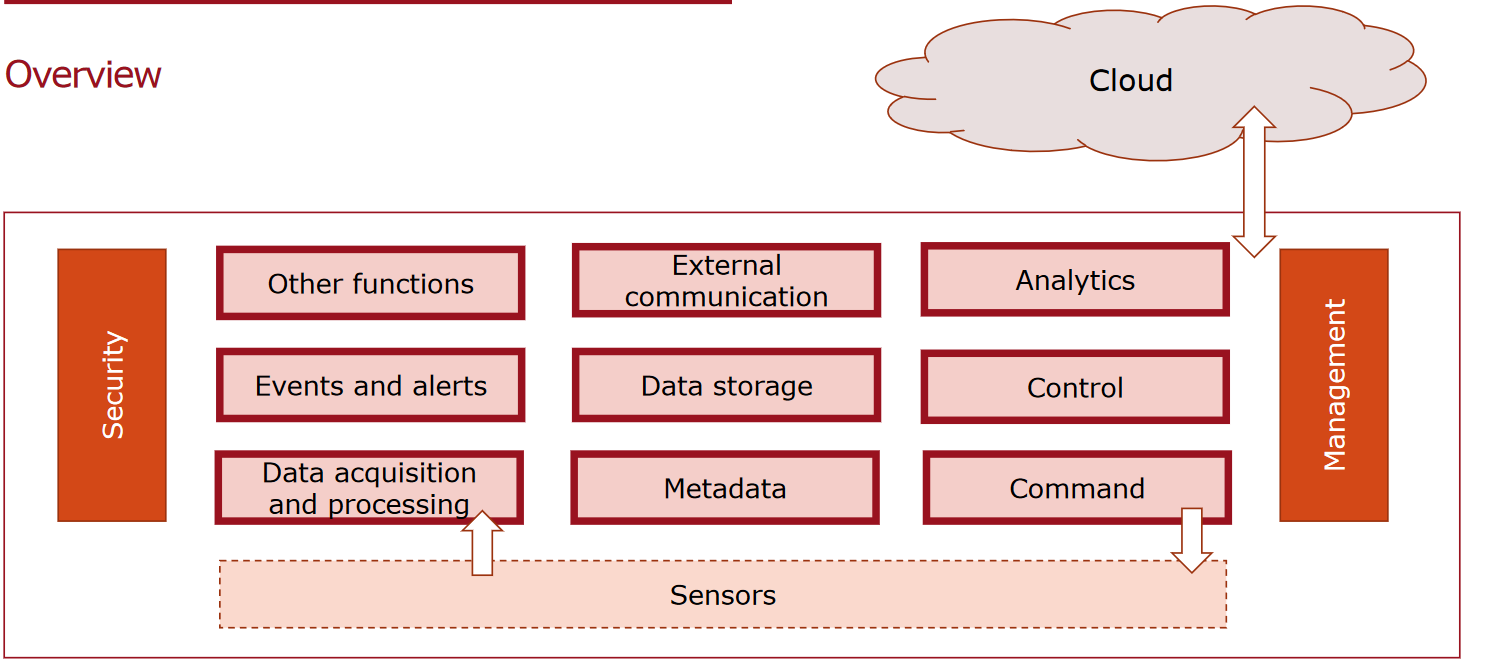 Overview
Cloud
Security
Other functions
External
communication
Analytics
Management
Events and alerts
Data storage
Control
Data acquisition
and processing
Metadata
Command
Sensors